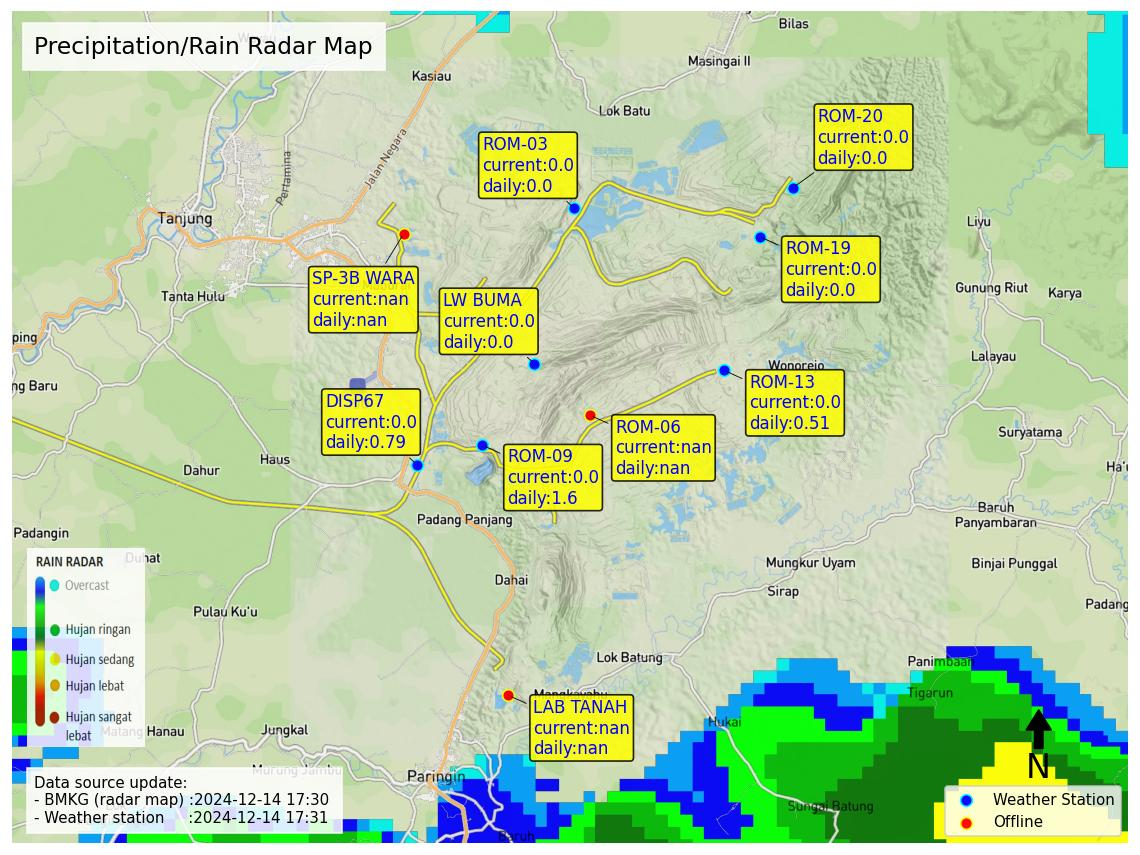 Precipitation/Rain Radar Map
Bilas
Masingai II
Kasiau
Lok Batu
Jalan Negara
Pertamina
Tanjung
Tanta Hulu
ROM-03
current:0.0
daily:0.0
ROM-20
current:0.0
daily:0.0
ROM-19
current:0.0
daily:0.0
SP-3B WARA
current:nan
daily:nan
LW BUMA
current:0.0
daily:0.0
Liyu
Gunung Riut
Karya
Lalayau
ping
ng Baru
Wonorejo
ROM-13
current:0.0
daily:0.51
DISP67
current:0.0
daily:0.79
ROM-06
current:nan
daily:nan
ROM-09
current:0.0
daily:1.6
Suryatama
Ha'u
Haus
Dahur
Padang Panjang
Baruh
Panyambaran
Padangin
Duhat
Binjai Punggal
Mungkur Uyam
Dahai
Sirap
Padang
Pulau Ku'u
RAIN RADAR
Overcast
Hujan ringan
Hujan sedang
Hujan lebat
Hujan sangat
lebat
Lok Batung
Panimbaan
Tigarun
Mangkayahu
LAB TANAH
current:nan
daily:nan
Hukai
Matang Hanau
Jungkal
Murung Jambu
Paringin
Sungai Batung
Baruh
N
Data source update:
- BMKG (radar map) :2024-12-14 17:30
- Weather station :2024-12-14 17:31
Weather Station
Offline